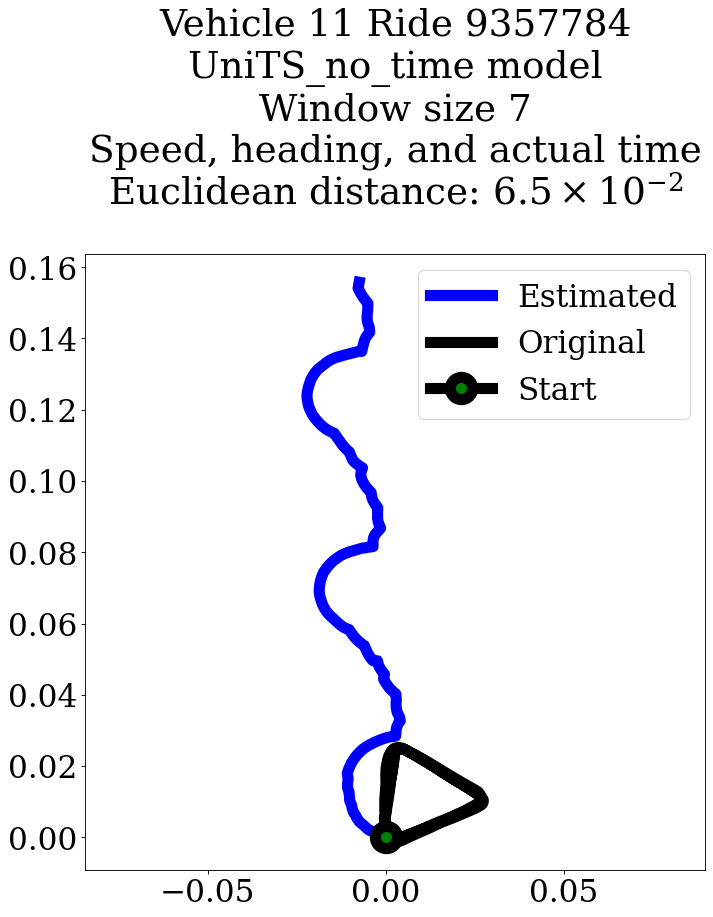 Vehicle 11 Ride 9357784
UniTS_no_time model
Window size 7
Speed, heading, and actual time
Euclidean distance: 6.5 × 10⁻²
0.16
0.14
0.12
0.10
0.08
0.06
0.04
0.02
0.00
Estimated
Original
Start
−0.05 0.00 0.05